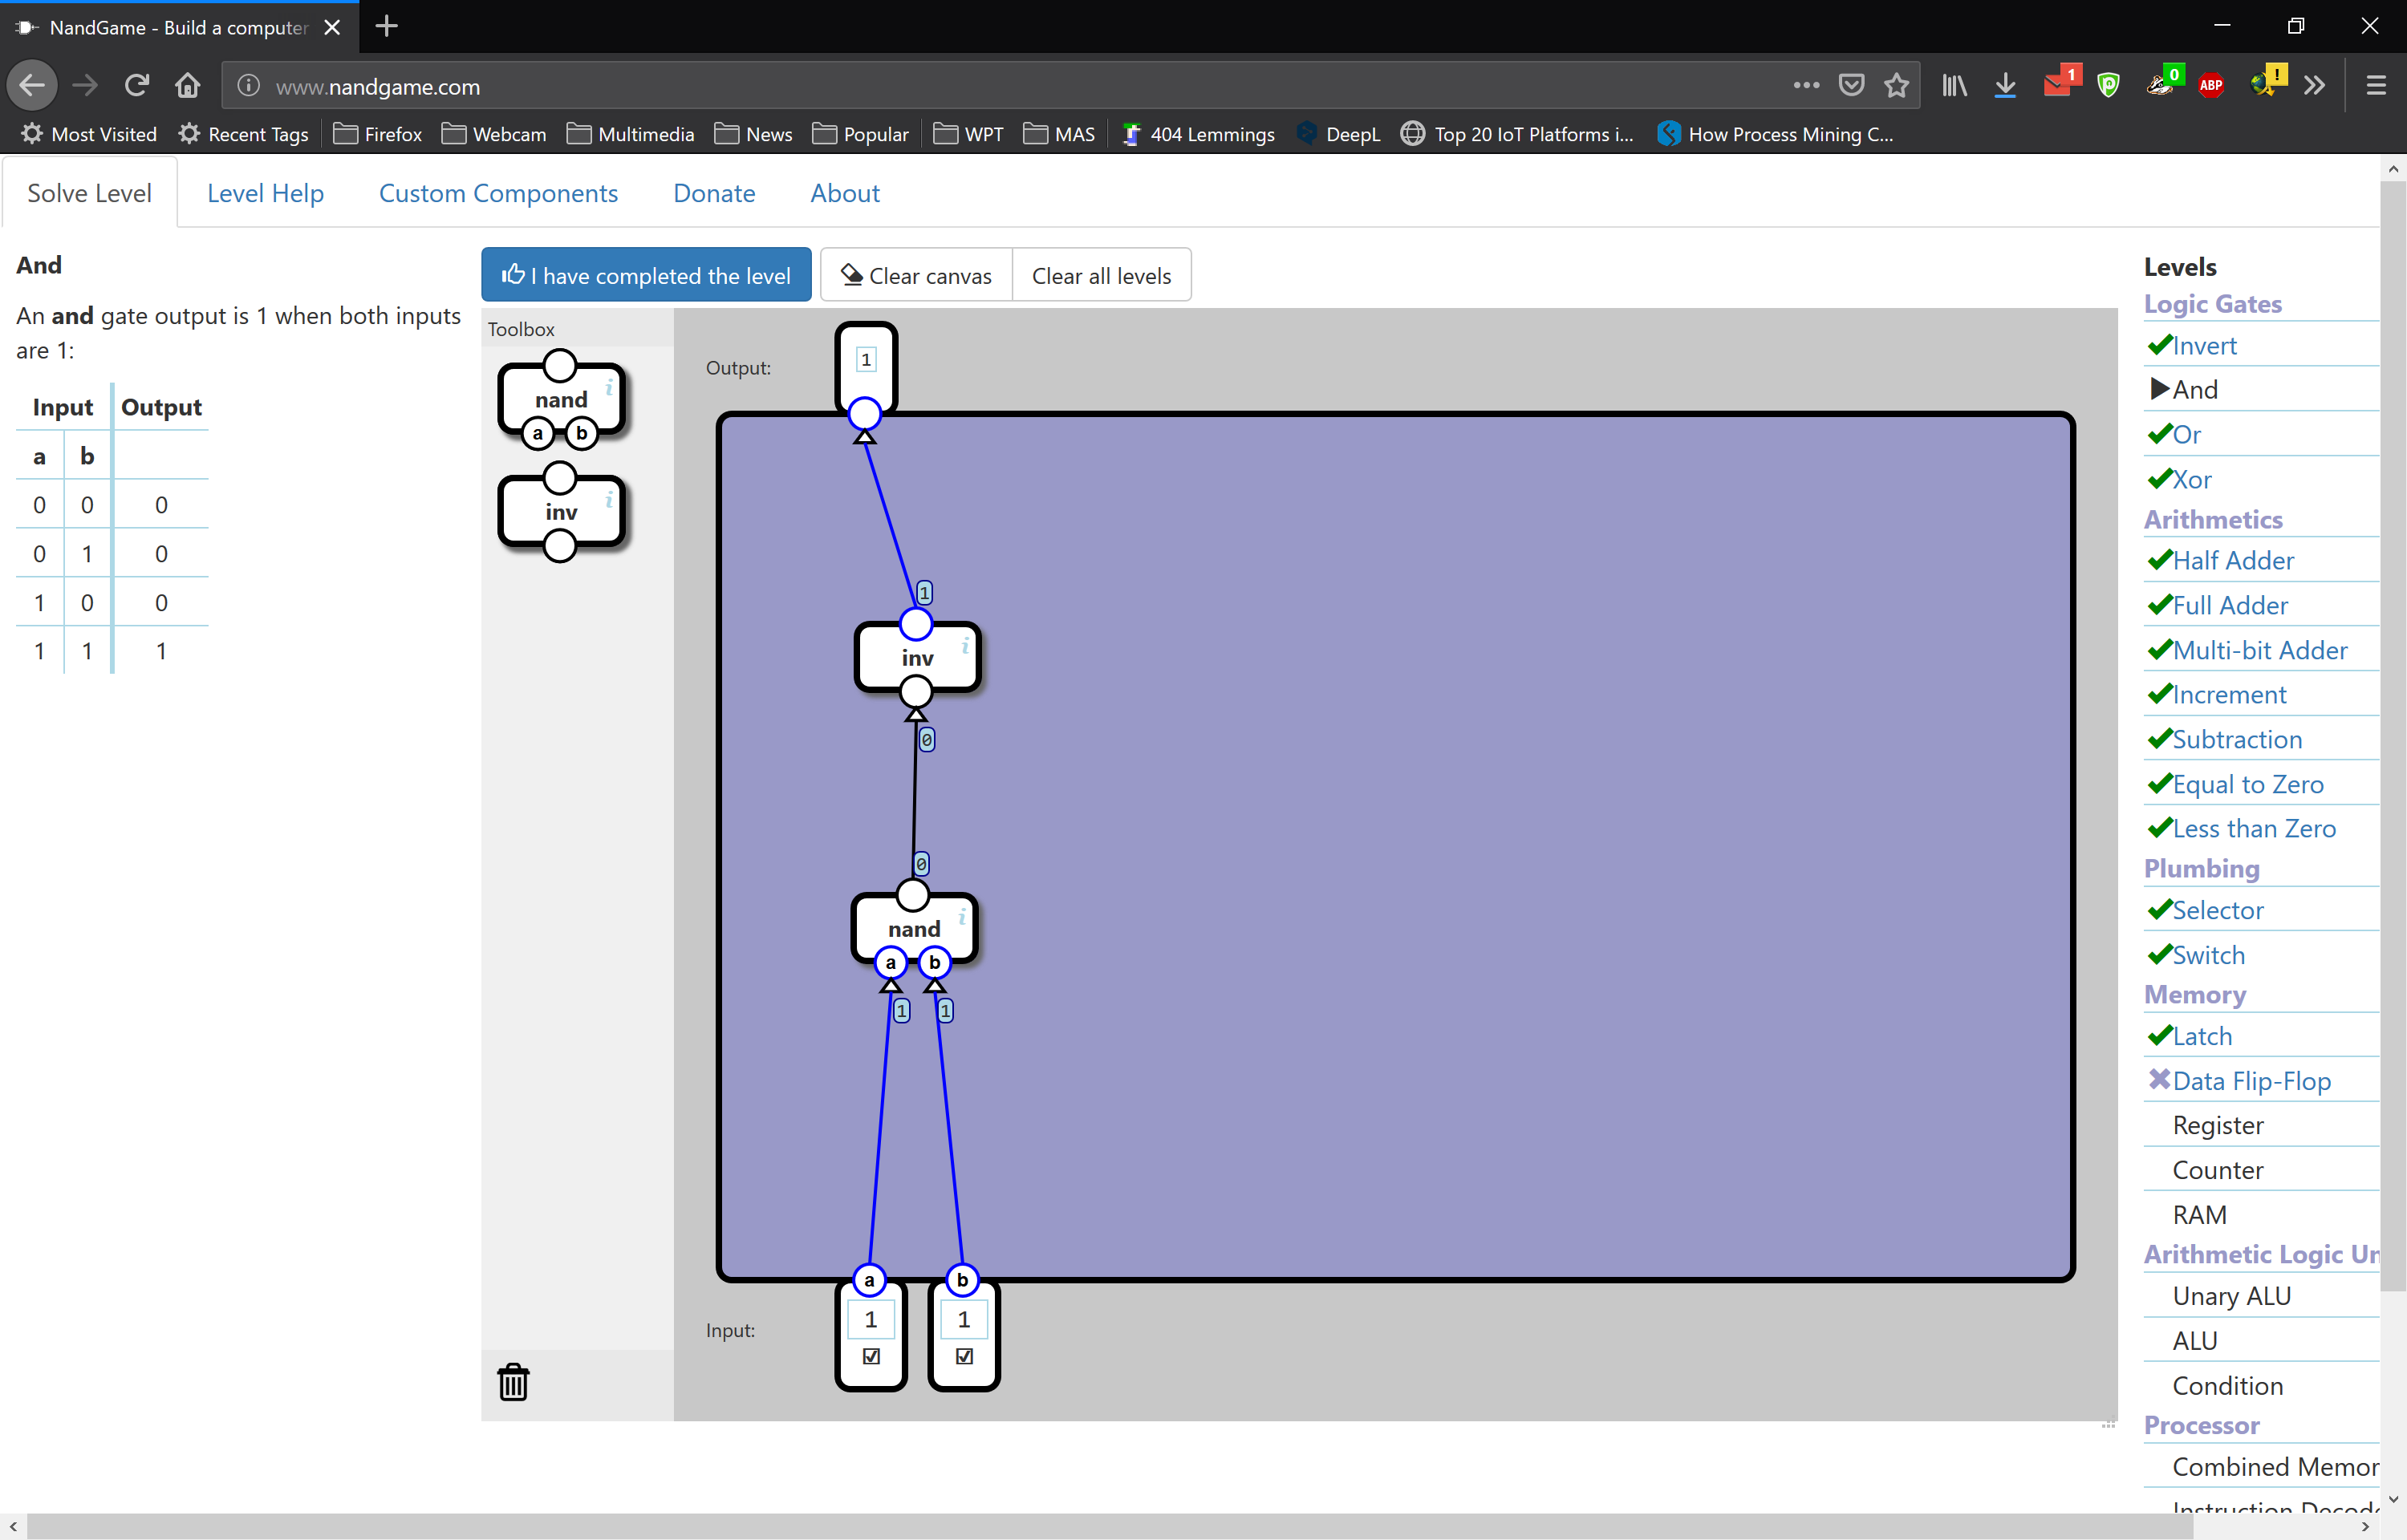 NandGame - Build a computer
www.nandgame.com
1
0
ABP
!
Most Visited
Recent Tags
Firefox
Webcam
Multimedia
News
Popular
WPT
MAS
404 Lemmings
DeepL
Top 20 IoT Platforms i...
How Process Mining C...
Solve Level
Level Help
Custom Components
Donate
About
And
An and gate output is 1 when both inputs
are 1:
Input Output
a b
0 0 0
0 1 0
1 0 0
1 1 1
I have completed the level
Clear canvas
Clear all levels
Toolbox
nand
i
a b
inv
i
Output:
1
1
inv
i
0
0
nand
i
a b
1 1
a b
Input:
1 1
Levels
Logic Gates
Invert
And
Or
Xor
Arithmetics
Half Adder
Full Adder
Multi-bit Adder
Increment
Subtraction
Equal to Zero
Less than Zero
Plumbing
Selector
Switch
Memory
Latch
Data Flip-Flop
Register
Counter
RAM
Arithmetic Logic Un
Unary ALU
ALU
Condition
Processor
Combined Memor
Instruction Decode